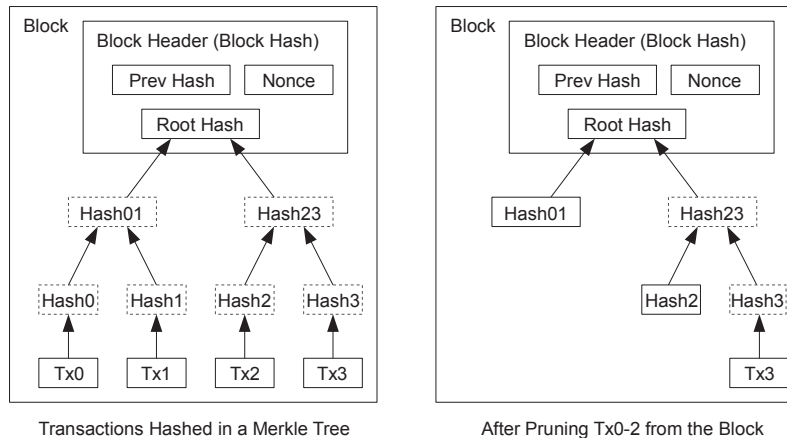 Block
Block Header (Block Hash)
Prev Hash
Nonce
Root Hash
Hash01
Hash23
Hash0
Hash1
Hash2
Hash3
Tx0
Tx1
Tx2
Tx3
Transactions Hashed in a Merkle Tree
Block
Block Header (Block Hash)
Prev Hash
Nonce
Root Hash
Hash01
Hash23
Hash2
Hash3
Tx3
After Pruning Tx0-2 from the Block